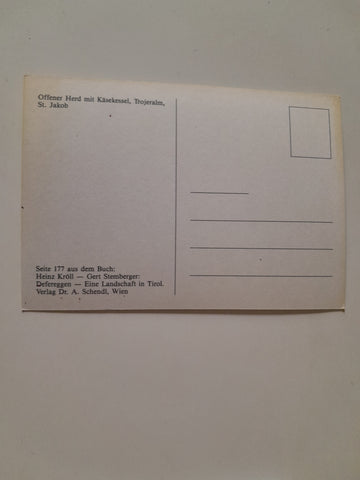 Offener Herd mit Käsekessel, Trojeralm,
St. Jakob
Seite 177 aus dem Buch:
Heinz Kröll — Gert Stemberger:
Defereggen — Eine Landschaft in Tirol.
Verlag Dr. A. Schendl, Wien